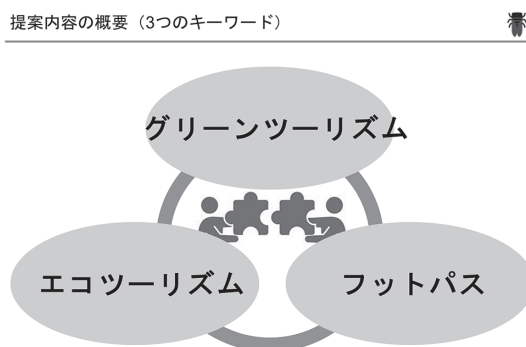 提案内容の概要（3つのキーワード）
グリーンツーリズム
エコツーリズム
フットパス